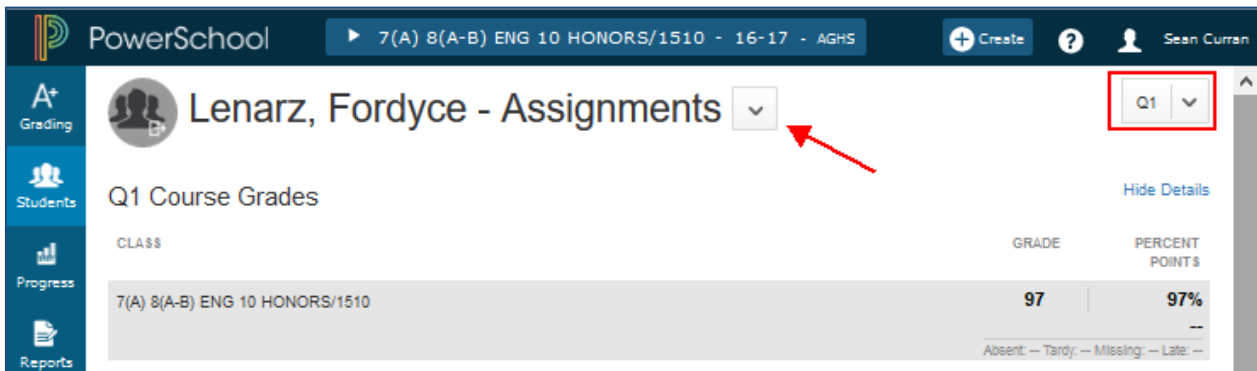 PowerSchool 7(A) 8(A-B) ENG 10 HONORS/1510 - 16-17 - AGHS Create ? Sean Curran
A+
Grading
Lenarz, Fordyce - Assignments Q1
Students
Q1 Course Grades Hide Details
CLASS GRADE PERCENT
POINTS
Progress
7(A) 8(A-B) ENG 10 HONORS/1510 97 97%
--
Absent: -- Tardy: -- Missing: -- Late: --
Reports